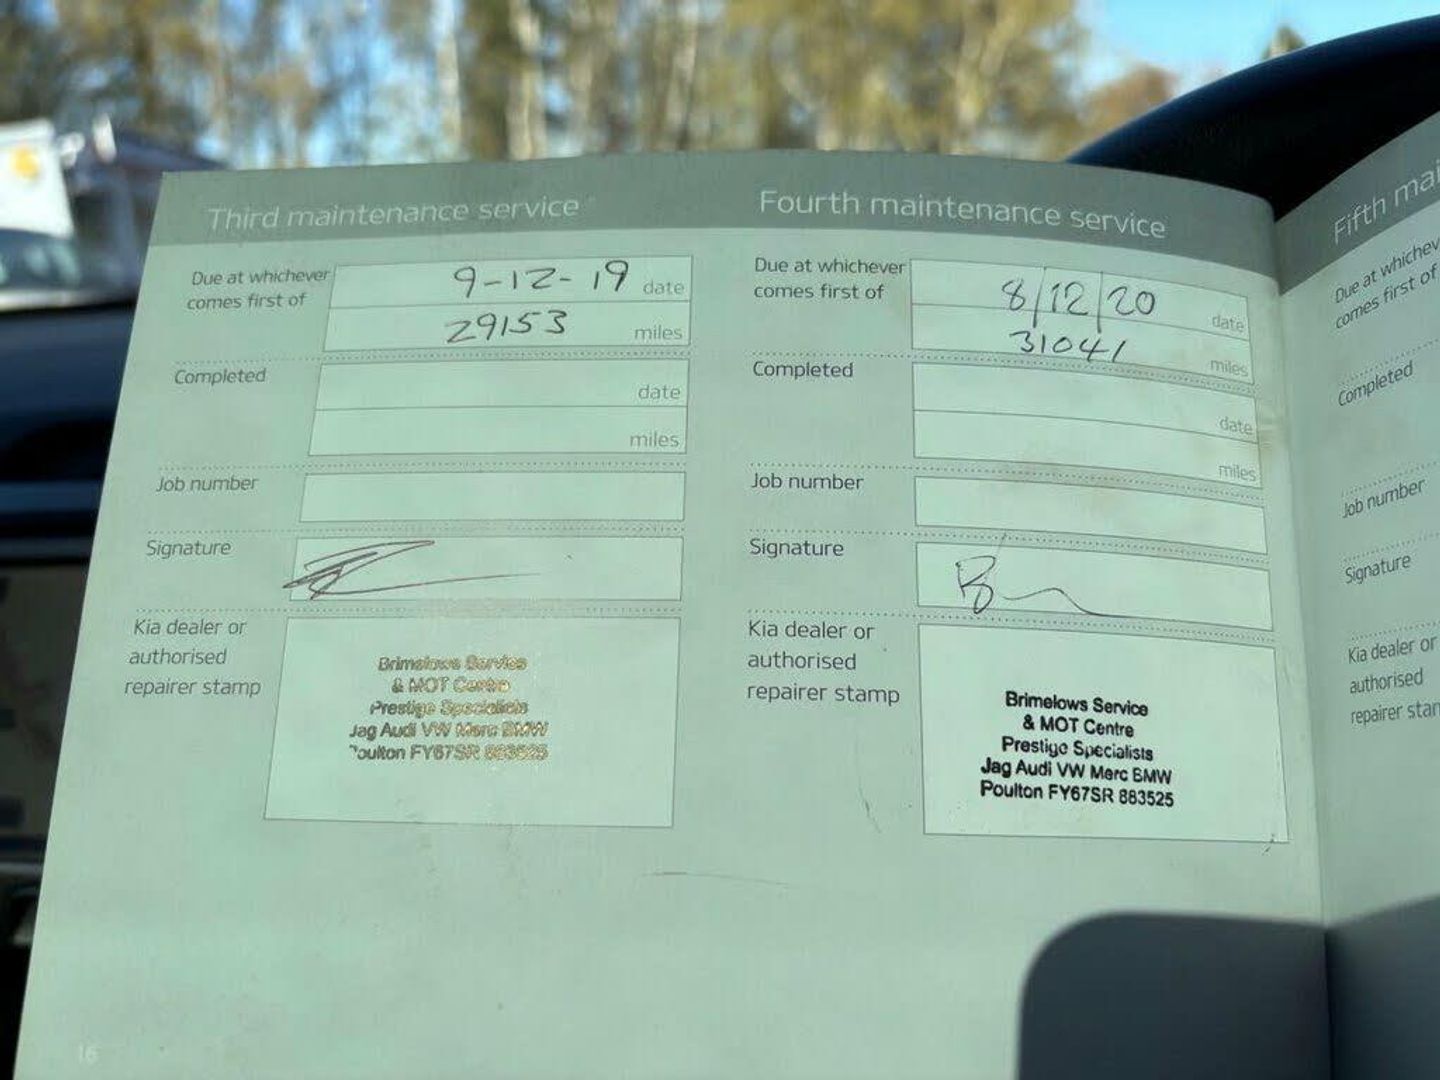 Third maintenance service
Due at whichever
comes first of
9-12-19 date
29153 miles
Completed
date
miles
Job number
Signature
Kia dealer or
authorised
repairer stamp
Brimelows Service
& MOT Centre
Prestige Specialists
Jag Audi VW Merc BMW
Poulton FY67SR 883525
16
Fourth maintenance service
Due at whichever
comes first of
8/12/20 date
31041 miles
Completed
date
miles
Job number
Signature
Kia dealer or
authorised
repairer stamp
Brimelows Service
& MOT Centre
Prestige Specialists
Jag Audi VW Merc BMW
Poulton FY67SR 883525
Fifth mai
Due at whichev
comes first of
Completed
Job number
Signature
Kia dealer or
authorised
repairer star